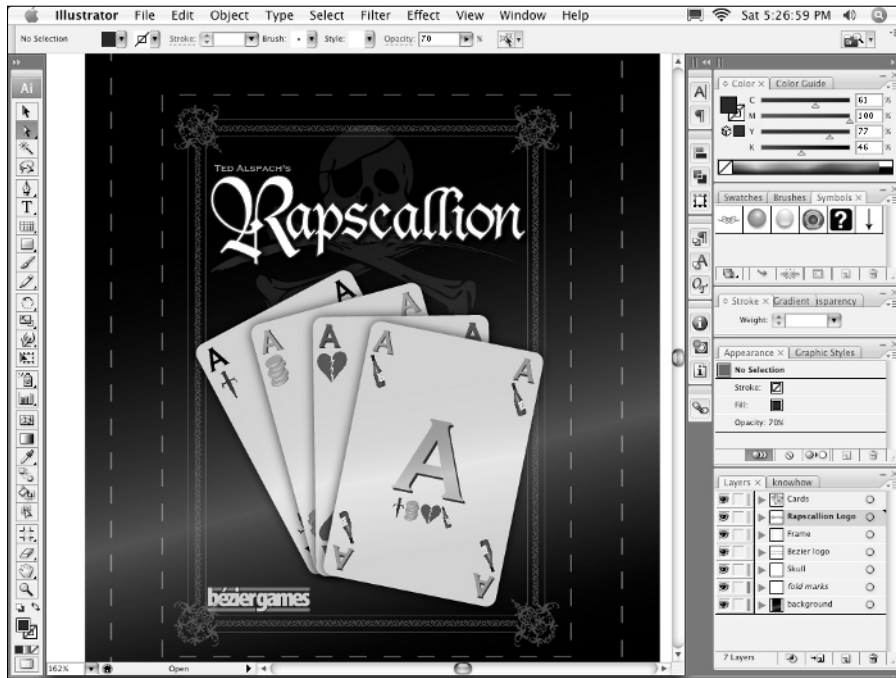 Illustrator File Edit Object Type Select Filter Effect View Window Help Sat 5:26:59 PM
No Selection Stroke: Brush: Style: Opacity: 70 %
Ai
T
Color × Color Guide
C 61 %
M 100 %
Y 77 %
K 46 %
Swatches Brushes Symbols ×
?
Stroke × Gradient
Weight:
Appearance × Graphic Styles
No Selection
Stroke:
Fill:
Opacity: 70%
Layers × knowhow
Cards
Rapscallion Logo
Frame
Bezier logo
Skull
fold marks
background
7 Layers
TED ALSPACH'S
Rapscallion
A A
A A
A A
A A
A
A A
béziergames
162% Open